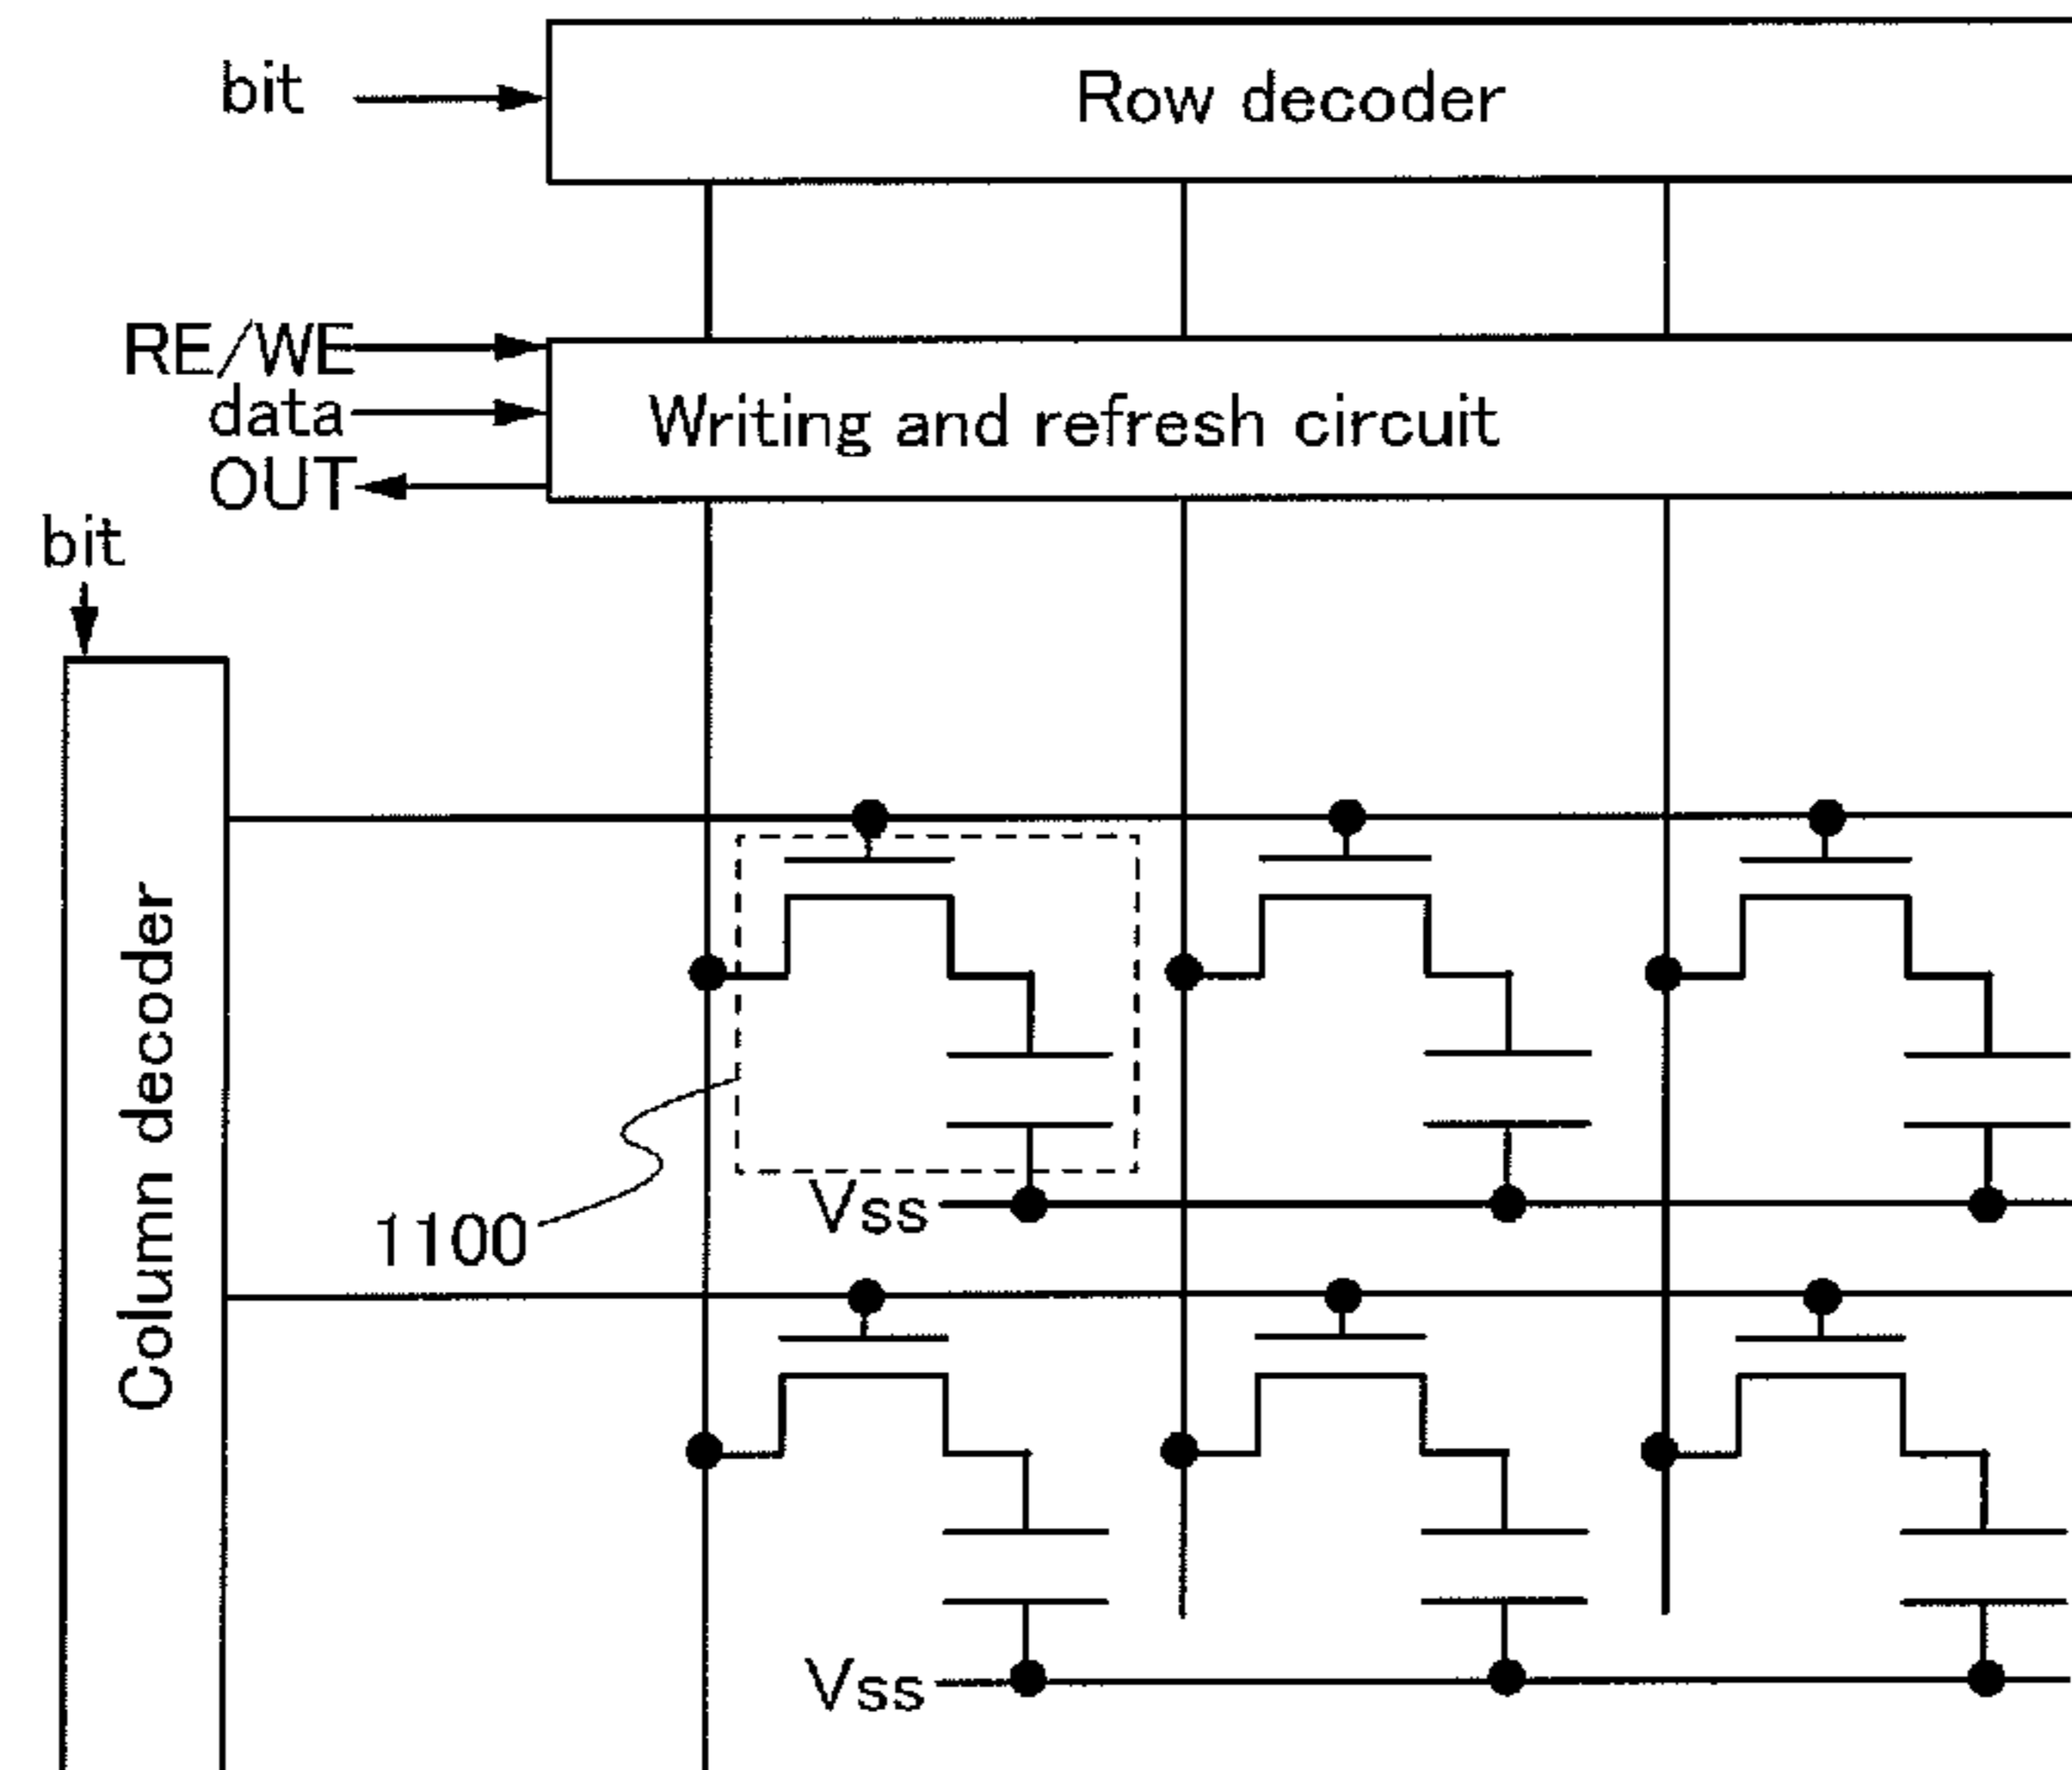 bit
Row decoder
RE/WE
data
OUT
Writing and refresh circuit
bit
Column decoder
1100
Vss
Vss